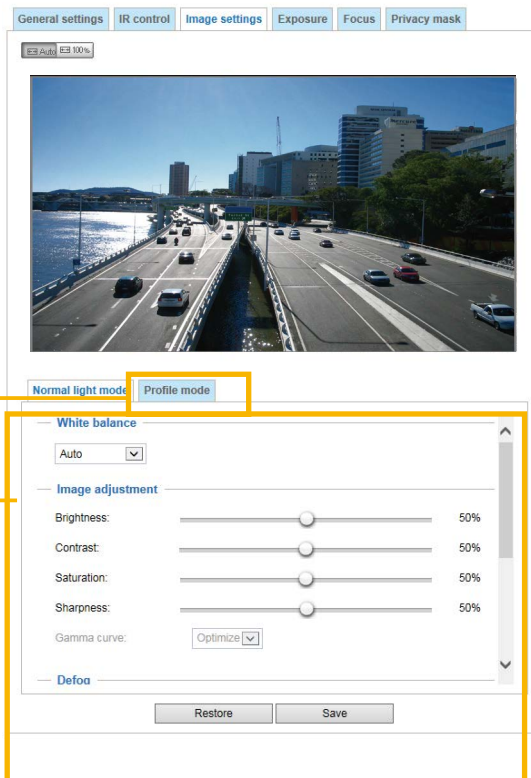 General settings IR control Image settings Exposure Focus Privacy mask
Auto 100%
Normal light mode Profile mode
White balance
Auto
Image adjustment
Brightness: 50%
Contrast: 50%
Saturation: 50%
Sharpness: 50%
Gamma curve: Optimize
Defog
Restore Save